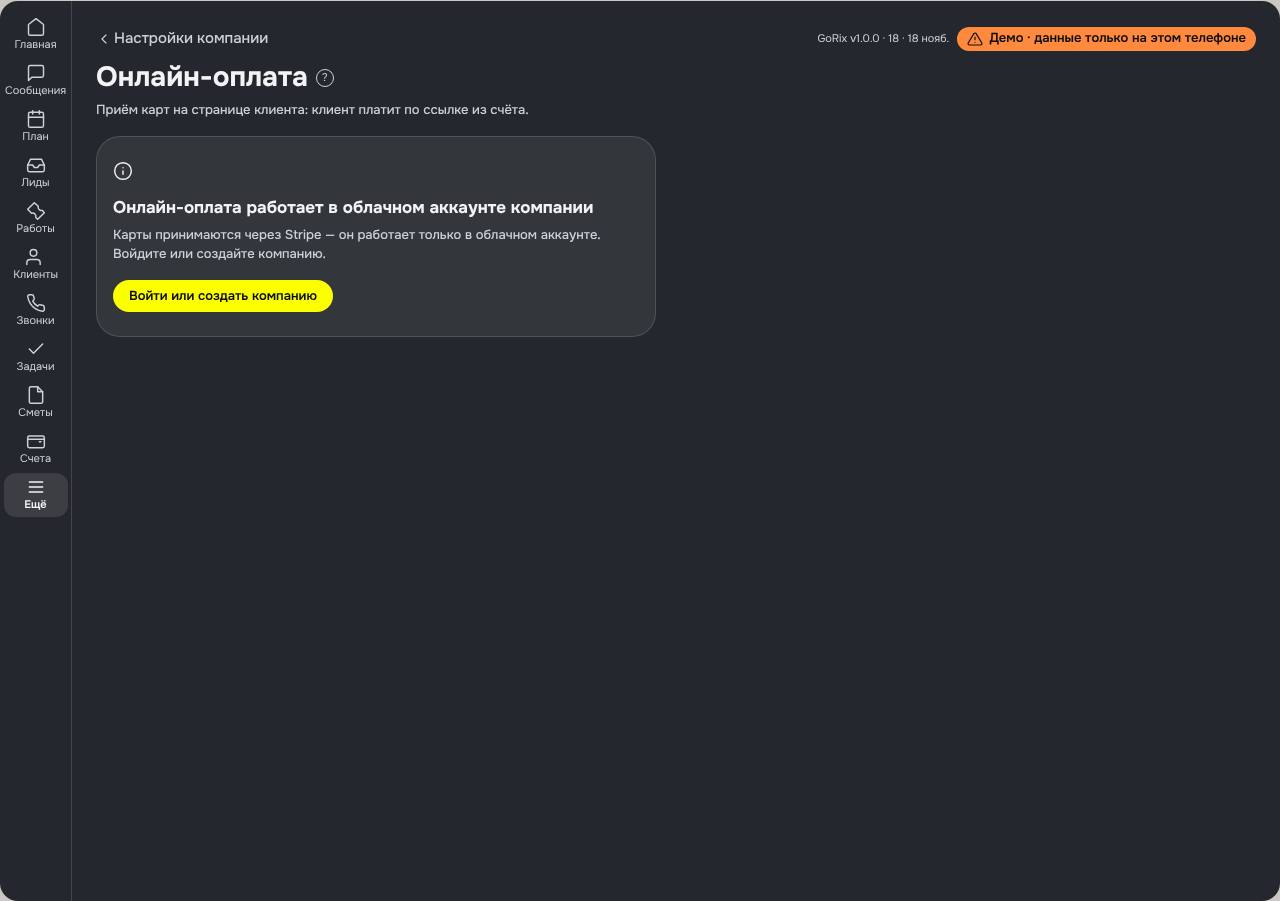 Главная
Сообщения
План
Лиды
Работы
Клиенты
Звонки
Задачи
Сметы
Счета
Ещё
Настройки компании
GoRix v1.0.0 · 18 · 18 нояб.
Демо · данные только на этом телефоне
Онлайн-оплата ?
Приём карт на странице клиента: клиент платит по ссылке из счёта.
Онлайн-оплата работает в облачном аккаунте компании
Карты принимаются через Stripe — он работает только в облачном аккаунте.
Войдите или создайте компанию.
Войти или создать компанию